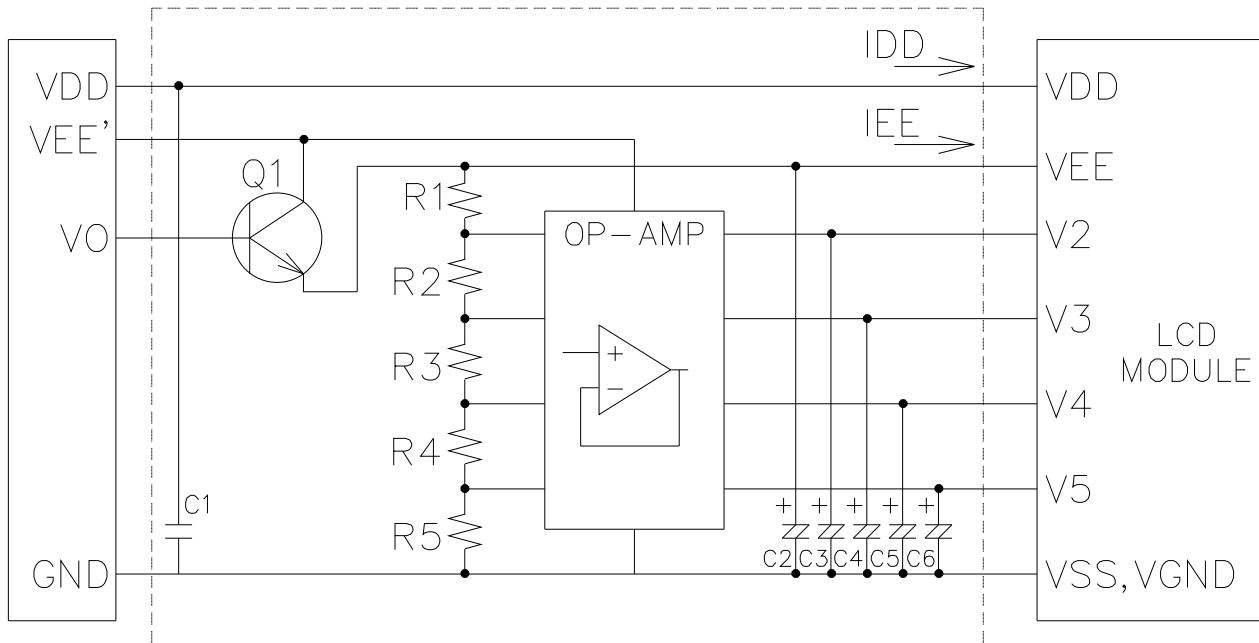 IDD
VDD
VDD
VEE'
IEE
Q1
VEE
R1
VO
OP-AMP
V2
R2
V3
LCD
MODULE
+
R3
−
V4
R4
V5
C1
+ + + + +
R5
C2 C3 C4 C5 C6
GND
VSS,VGND